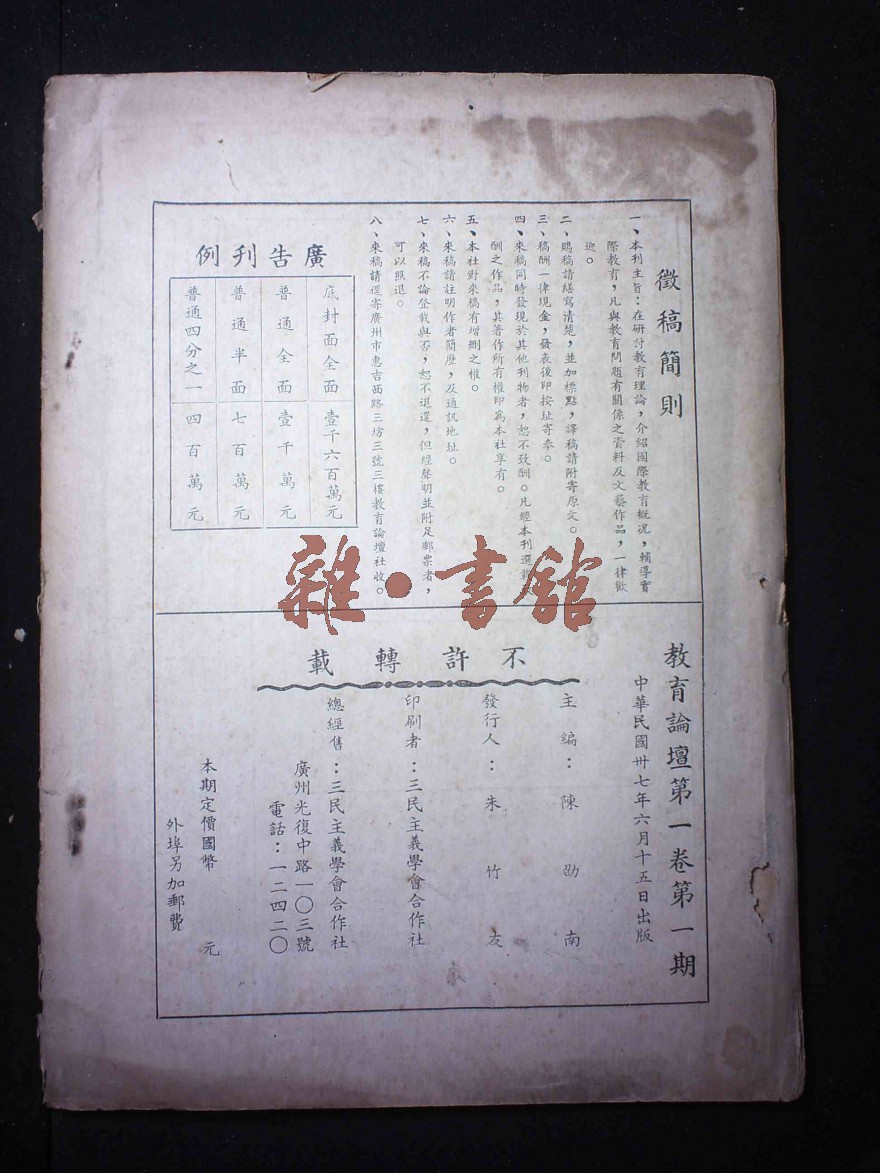 徵稿簡則
一、本刊主旨：在研討教育理論，介紹國際教育概況，輔導實
際教育，凡與教育問題有關係之資料及文藝作品，一律歡
迎。
二、賜稿請繕寫清楚，並加標點，譯稿請附寄原文。
三、稿酬一律現金，發表後即按址寄奉。
四、來稿同時發現於其他刊物者，恕不致酬。凡經本刊選
酬之作品，其著作所有權即為本社享有。
五、本社對來稿有增刪之權。
六、來稿請註明作者簡歷，及通訊地址。
七、來稿不論登載與否，恕不退還，但經聲明並附足郵票者，
可以照退。
八、來稿請逕寄廣州市惠吉西路三坊三號三樓教育論壇社收。
廣告刊例
底封面全面 壹千六百萬元
普通全面 壹千萬元
普通半面 七百萬元
普通四分之一 四百萬元
雜·書館
教育論壇第一卷第一期
中華民國卅七年六月十五日出版
不許轉載
主編：陳劭南
發行人：朱竹友
印刷者：三民主義學會合作社
總經售：三民主義學會合作社
廣州光復中路一〇三號
電話：一二四二〇
本期定價國幣 元
外埠另加郵費